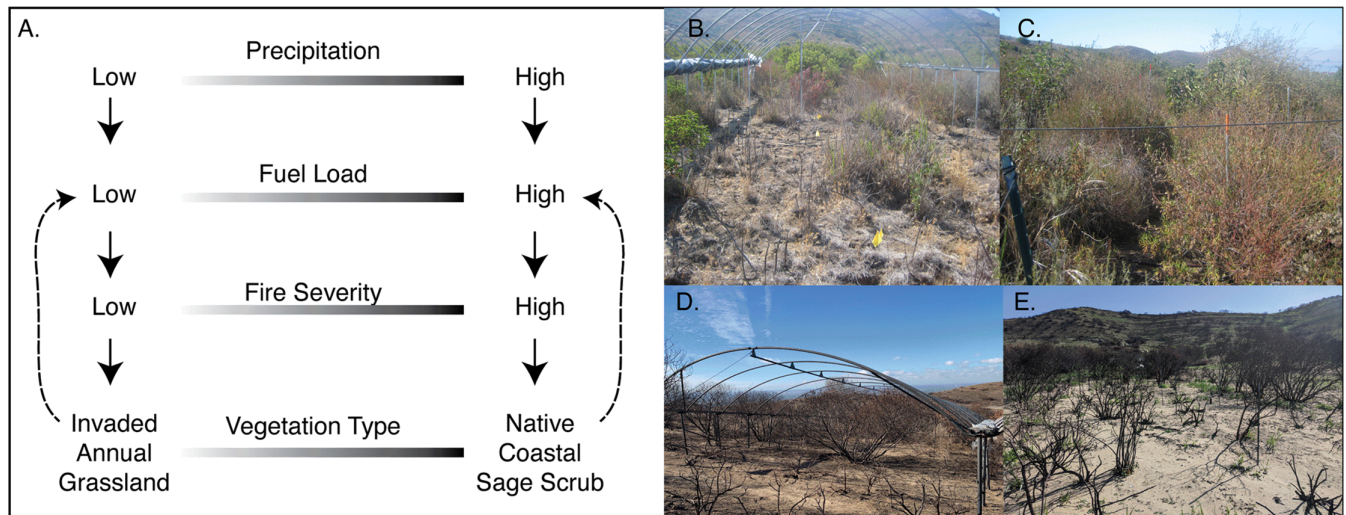 A.
Precipitation
Low High
Fuel Load
Low High
Fire Severity
Low High
Vegetation Type
Invaded
Annual
Grassland
Native
Coastal
Sage Scrub
B.
C.
D.
E.